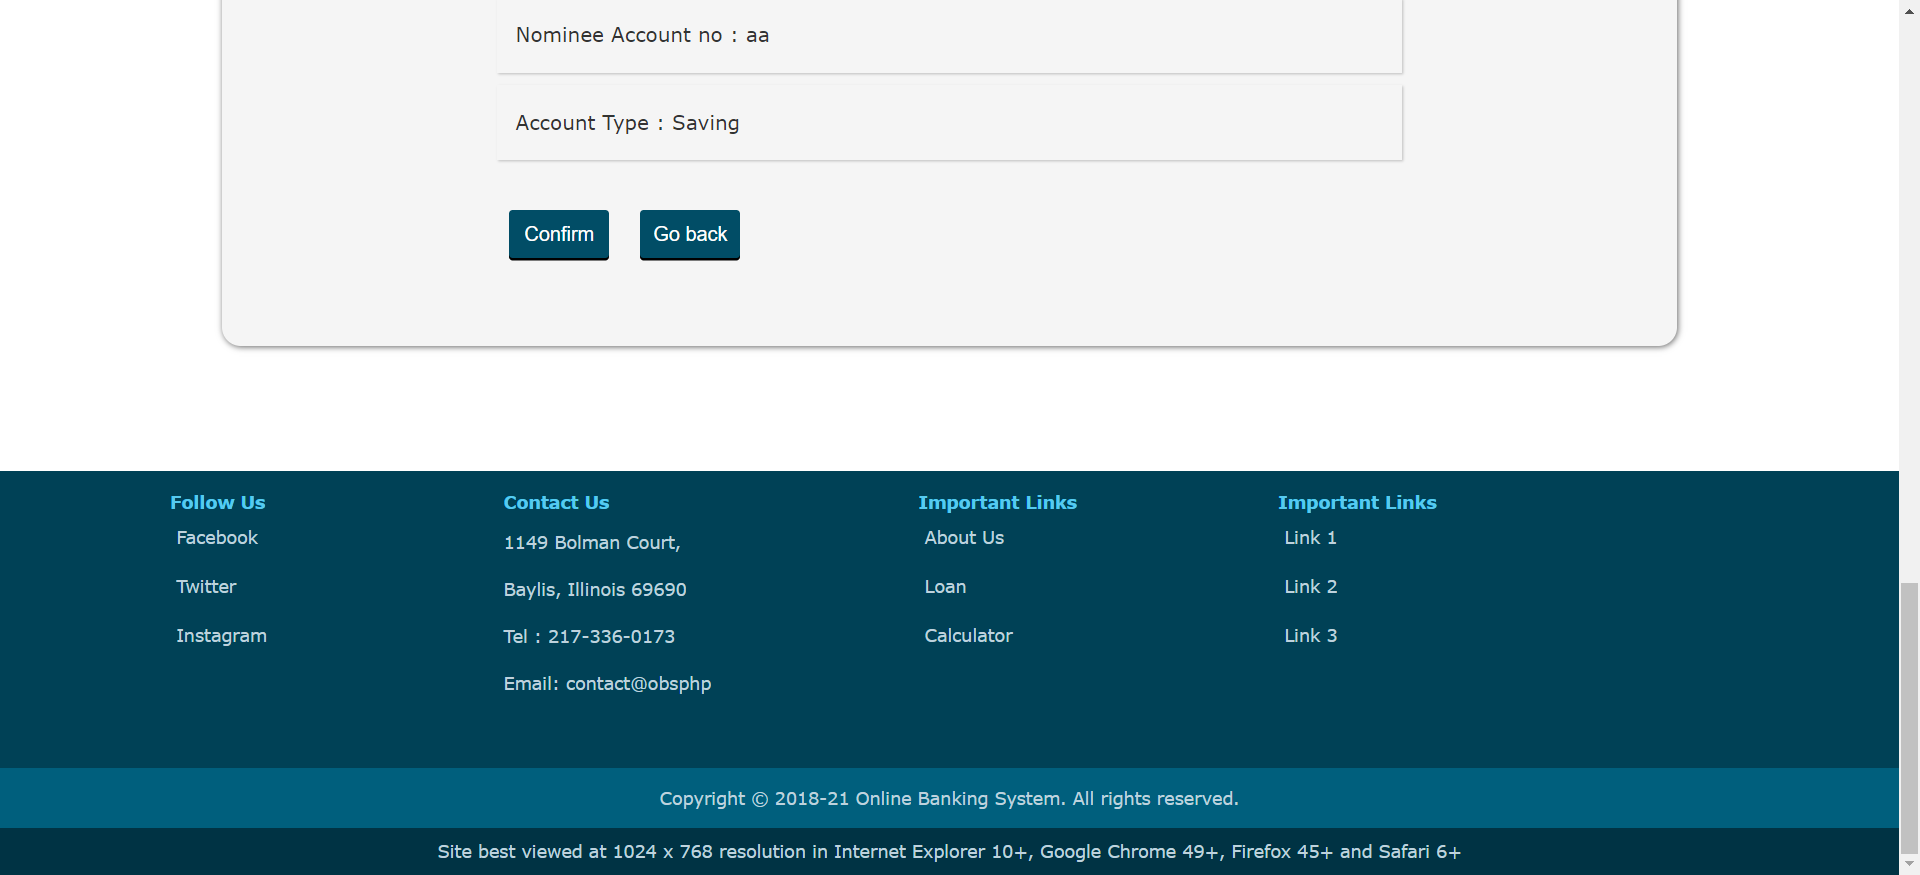 Nominee Account no : aa
Account Type : Saving
Confirm
Go back
Follow Us
Facebook
Twitter
Instagram
Contact Us
1149 Bolman Court,
Baylis, Illinois 69690
Tel : 217-336-0173
Email: contact@obsphp
Important Links
About Us
Loan
Calculator
Important Links
Link 1
Link 2
Link 3
Copyright © 2018-21 Online Banking System. All rights reserved.
Site best viewed at 1024 x 768 resolution in Internet Explorer 10+, Google Chrome 49+, Firefox 45+ and Safari 6+